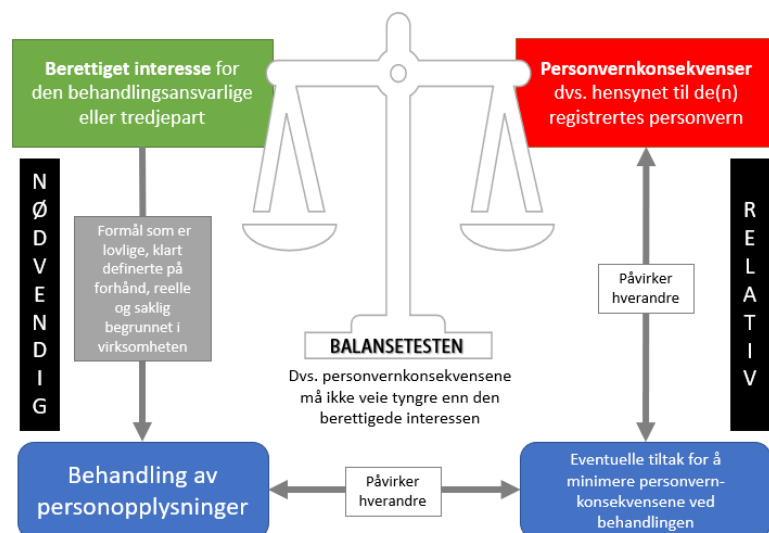 Berettiget interesse for
den behandlingsansvarlige
eller tredjepart
Personvernkonsekvenser
dvs. hensynet til de(n)
registrertes personvern
NØDVENDIG
Formål som er
lovlige, klart
definerte på
forhånd, reelle
og saklig
begrunnet i
virksomheten
RELATIV
Påvirker
hverandre
BALANSETESTEN
Dvs. personvernkonsekvensene
må ikke veie tyngre enn den
berettigede interessen
Behandling av
personopplysninger
Påvirker
hverandre
Eventuelle tiltak for å
minimere personvern-
konsekvensene ved
behandlingen